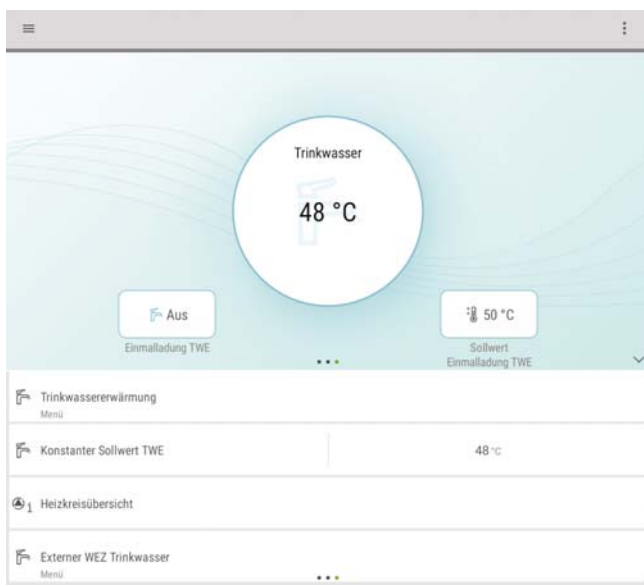 Trinkwasser
48 °C
Aus
Einmalladung TWE
50 °C
Sollwert
Einmalladung TWE
Trinkwassererwärmung
Menü
Konstanter Sollwert TWE
48 °C
1 Heizkreisübersicht
Externer WEZ Trinkwasser
Menü